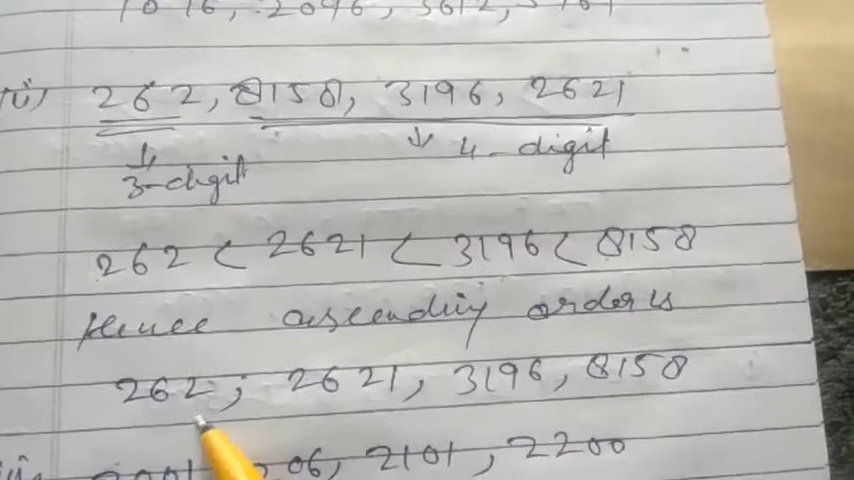 (ii) 262, 8158, 3196, 2621
3-digit 4-digit
262 < 2621 < 3196 < 8158
Hence ascending order is
262, 2621, 3196, 8158
2101, 2200